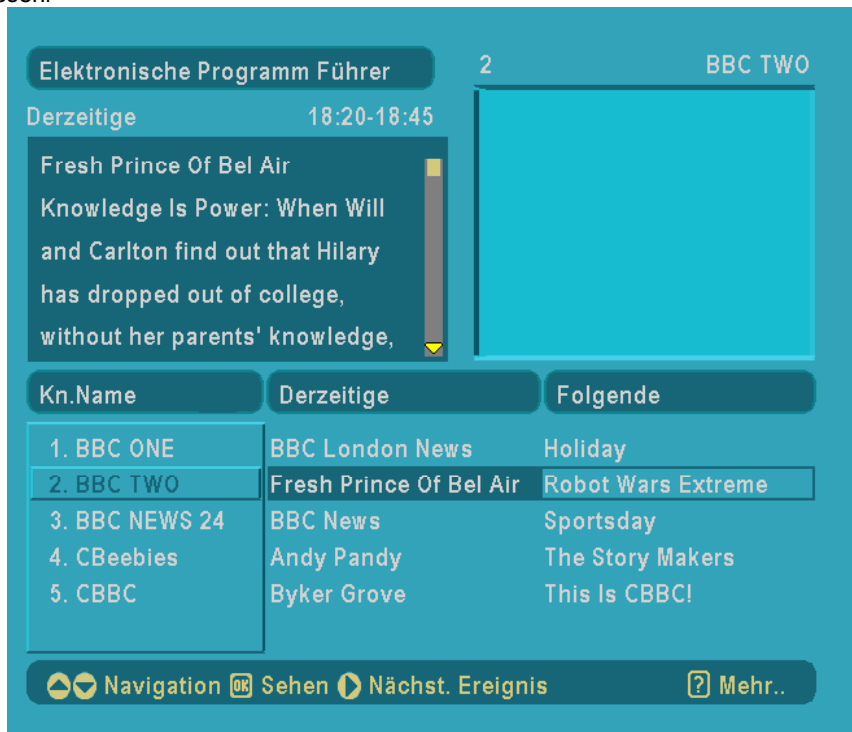 Elektronische Programm Führer
2 BBC TWO
Derzeitige 18:20-18:45
Fresh Prince Of Bel Air
Knowledge Is Power: When Will
and Carlton find out that Hilary
has dropped out of college,
without her parents' knowledge,
Kn.Name Derzeitige Folgende
1. BBC ONE BBC London News Holiday
2. BBC TWO Fresh Prince Of Bel Air Robot Wars Extreme
3. BBC NEWS 24 BBC News Sportsday
4. CBeebies Andy Pandy The Story Makers
5. CBBC Byker Grove This Is CBBC!
Navigation OK Sehen Nächst. Ereignis ? Mehr..